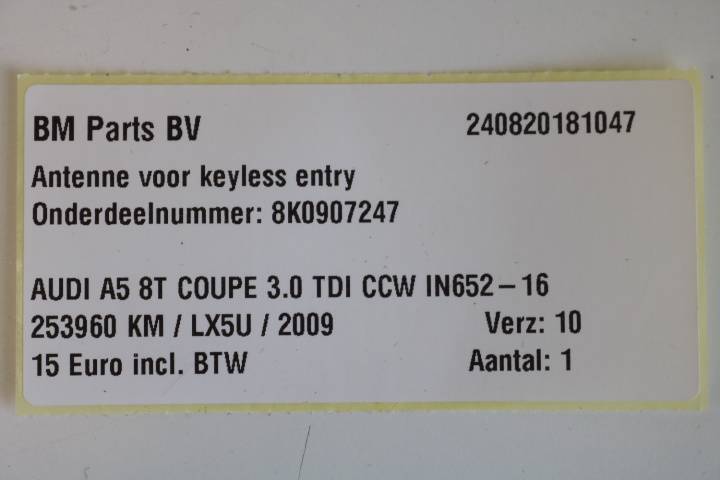 BM Parts BV 240820181047
Antenne voor keyless entry
Onderdeelnummer: 8K0907247
AUDI A5 8T COUPE 3.0 TDI CCW IN652-16
253960 KM / LX5U / 2009 Verz: 10
15 Euro incl. BTW Aantal: 1